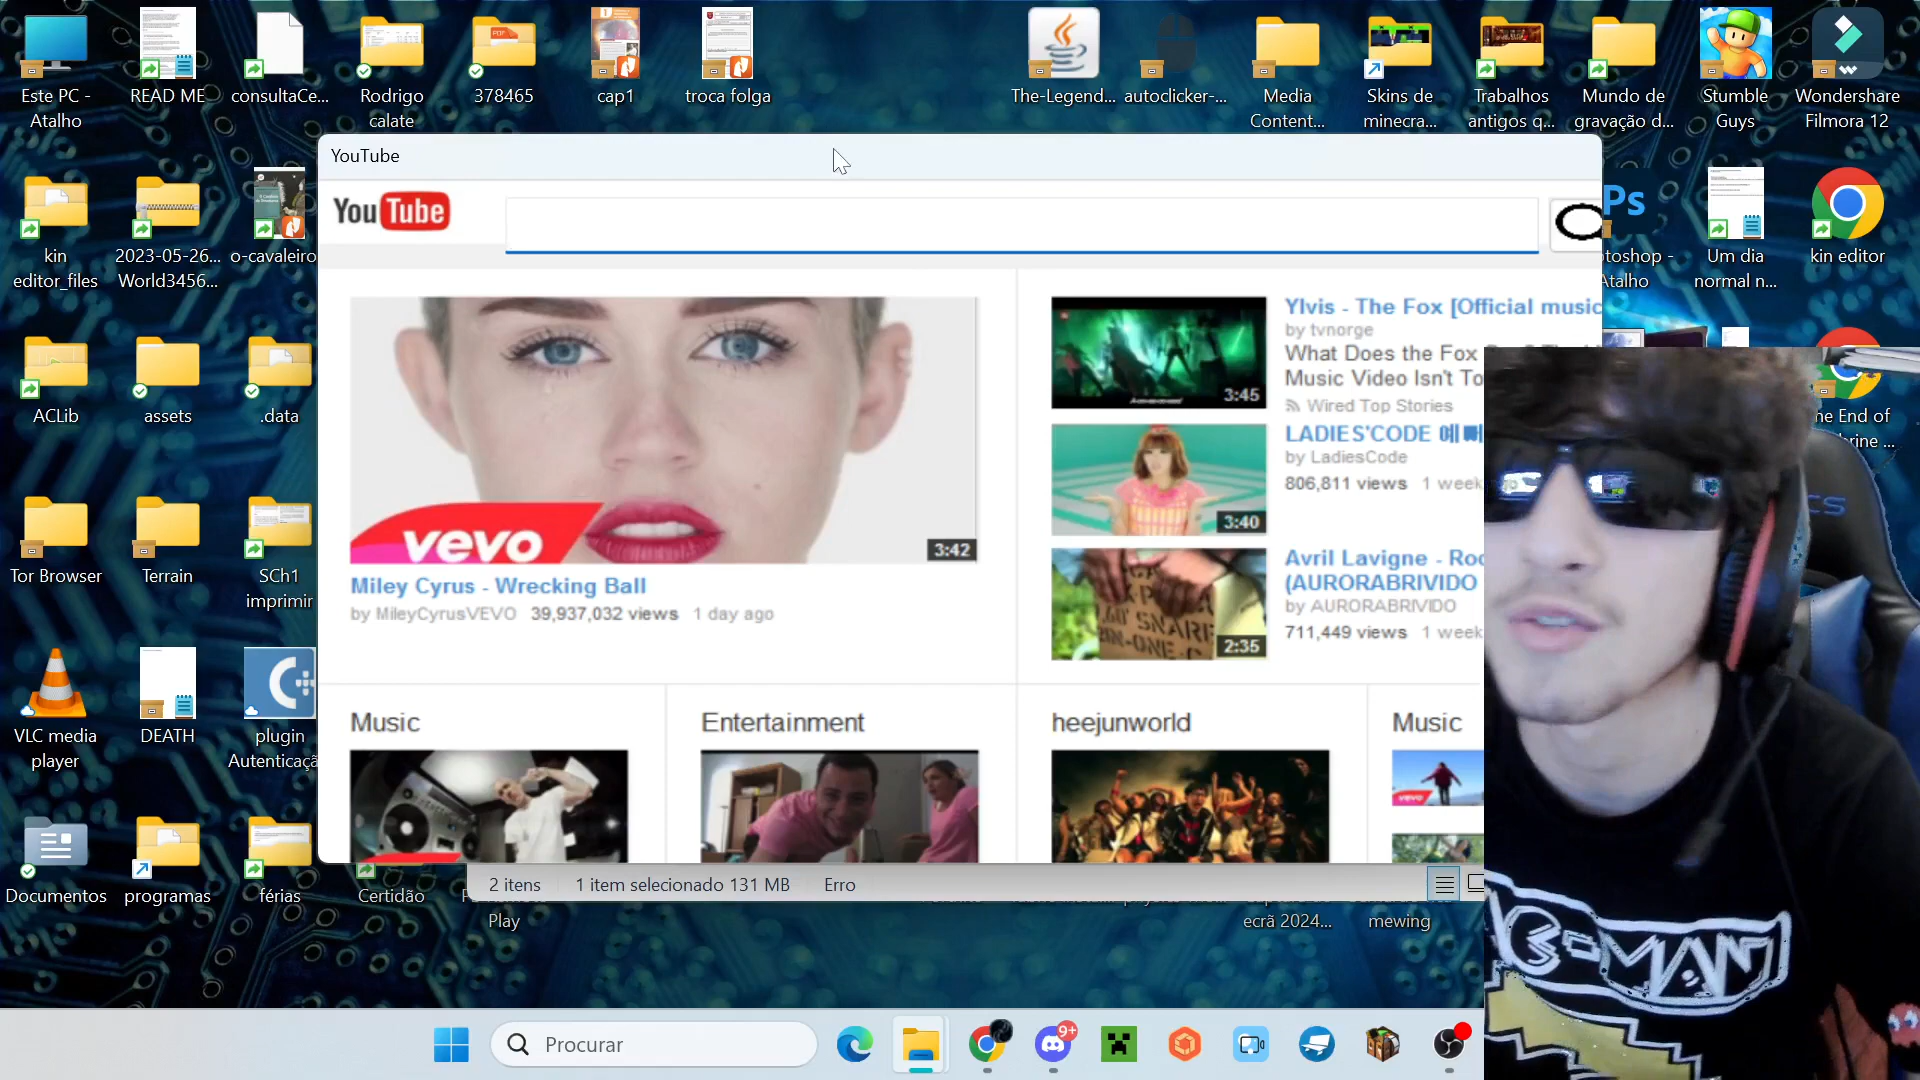 Este PC -
Atalho
READ ME
consultaCe...
Rodrigo
calate
378465
cap1
troca folga
The-Legend...
autoclicker-...
Media
Content...
Skins de
minecra...
Trabalhos
antigos q...
Mundo de
gravação d...
Stumble
Guys
Wondershare
Filmora 12
YouTube
YouTube
kin
editor_files
2023-05-26...
World3456...
o-cavaleiro
Ps
Atalho
Um dia
normal n...
kin editor
ACLib
assets
.data
Tor Browser
Terrain
SCh1
imprimir
VLC media
player
DEATH
plugin
Autenticaçã
Documentos
programas
férias
Certidão
vevo
3:42
Miley Cyrus - Wrecking Ball
by MileyCyrusVEVO 39,937,032 views 1 day ago
3:45
Ylvis - The Fox [Official music
by tvnorge
What Does the Fox
Music Video Isn't To
Wired Top Stories
3:40
LADIES'CODE
by LadiesCode
806,811 views 1 week
2:35
Avril Lavigne - Roc
(AURORABRIVIDO
by AURORABRIVIDO
711,449 views 1 week
Music
Entertainment
heejunworld
Music
vevo
2 itens 1 item selecionado 131 MB Erro
Play
ecrã 2024...
mewing
Procurar
9+
C-MAN